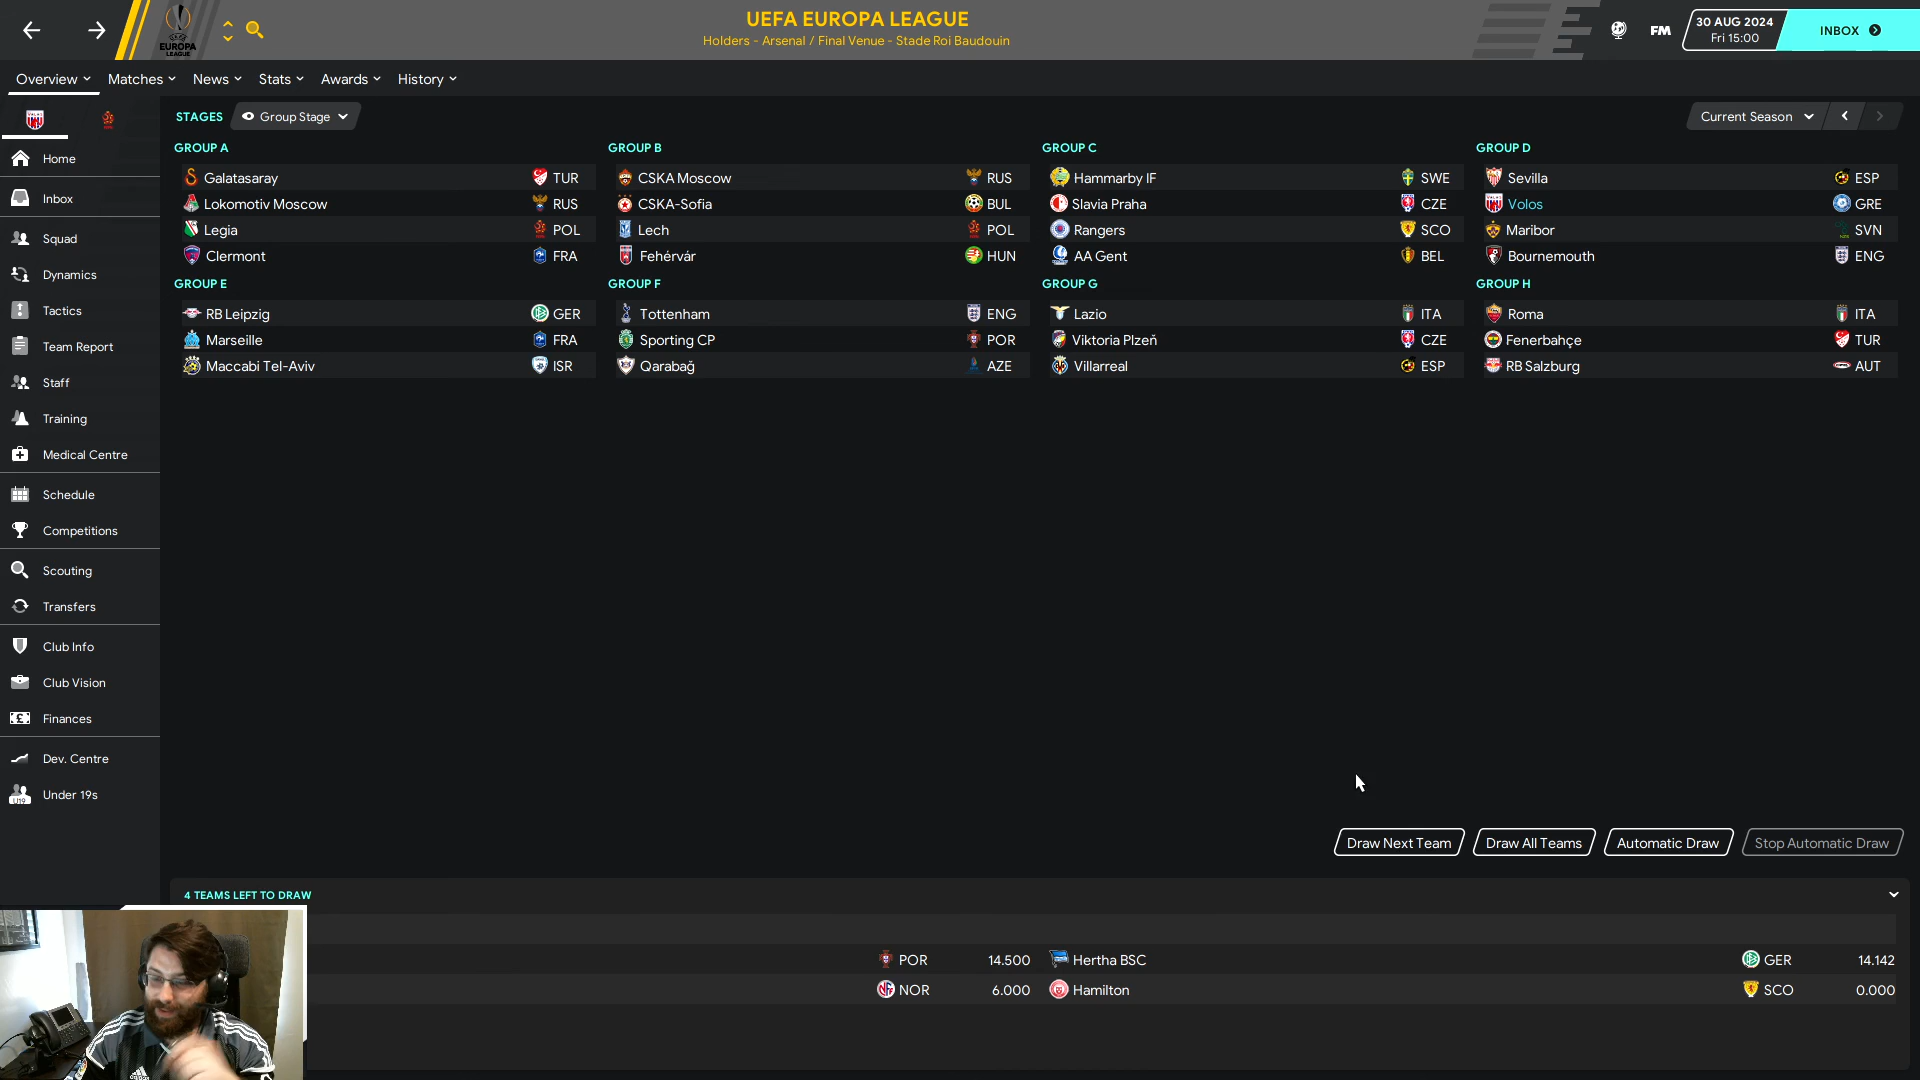 UEFA EUROPA LEAGUE
Holders - Arsenal / Final Venue - Stade Roi Baudouin
EUROPA
LEAGUE
FM
30 AUG 2024
Fri 15:00
INBOX
Overview
Matches
News
Stats
Awards
History
STAGES
Group Stage
Current Season
Home
Inbox
Squad
Dynamics
Tactics
Team Report
Staff
Training
Medical Centre
Schedule
Competitions
Scouting
Transfers
Club Info
Club Vision
Finances
Dev. Centre
Under 19s
U19
GROUP A
Galatasaray TUR
Lokomotiv Moscow RUS
Legia POL
Clermont FRA
GROUP B
CSKA Moscow RUS
CSKA-Sofia BUL
Lech POL
Fehérvár HUN
GROUP C
Hammarby IF SWE
Slavia Praha CZE
Rangers SCO
AA Gent BEL
GROUP D
Sevilla ESP
Volos GRE
Maribor SVN
Bournemouth ENG
GROUP E
RB Leipzig GER
Marseille FRA
Maccabi Tel-Aviv ISR
GROUP F
Tottenham ENG
Sporting CP POR
Qarabağ AZE
GROUP G
Lazio ITA
Viktoria Plzeň CZE
Villarreal ESP
GROUP H
Roma ITA
Fenerbahçe TUR
RB Salzburg AUT
Draw Next Team
Draw All Teams
Automatic Draw
Stop Automatic Draw
4 TEAMS LEFT TO DRAW
POR 14.500 Hertha BSC GER 14.142
NOR 6.000 Hamilton SCO 0.000
adidas